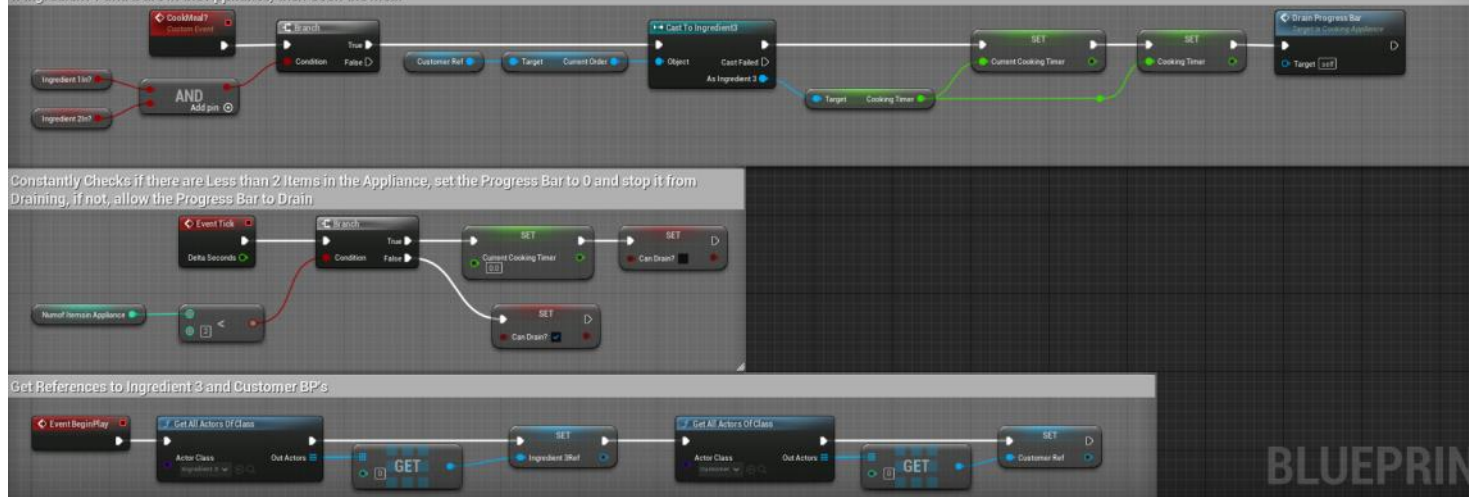 CookMeal?
Custom Event
Branch
True
Condition
False
Ingredient 1In?
Ingredient 2In?
AND
Add pin
Customer Ref
Target
Current Order
Cast To Ingredient3
Object
Cast Failed
As Ingredient 3
Target
Cooking Timer
SET
Current Cooking Timer
SET
Cooking Timer
Drain Progress Bar
Target is Cooking Appliance
Target
self
Constantly Checks if there are Less than 2 Items in the Appliance, set the Progress Bar to 0 and stop it from
Draining, if not, allow the Progress Bar to Drain
Event Tick
Delta Seconds
Branch
True
Condition
False
Numof Itemsin Appliance
2
<
SET
Current Cooking Timer
0.0
SET
Can Drain?
SET
Can Drain?
Get References to Ingredient 3 and Customer BP's
Event BeginPlay
Get All Actors Of Class
Actor Class
Ingredient 3
Out Actors
0
GET
SET
Ingredient 3Ref
Get All Actors Of Class
Actor Class
Customer
Out Actors
0
GET
SET
Customer Ref
BLUEPRIN